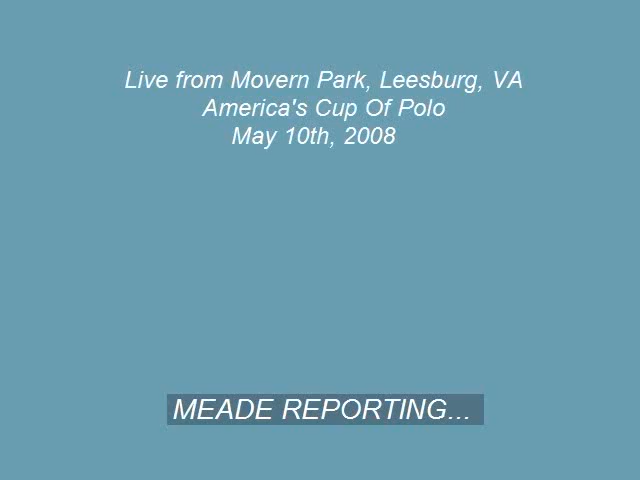 Live from Movern Park, Leesburg, VA
America's Cup Of Polo
May 10th, 2008
MEADE REPORTING...